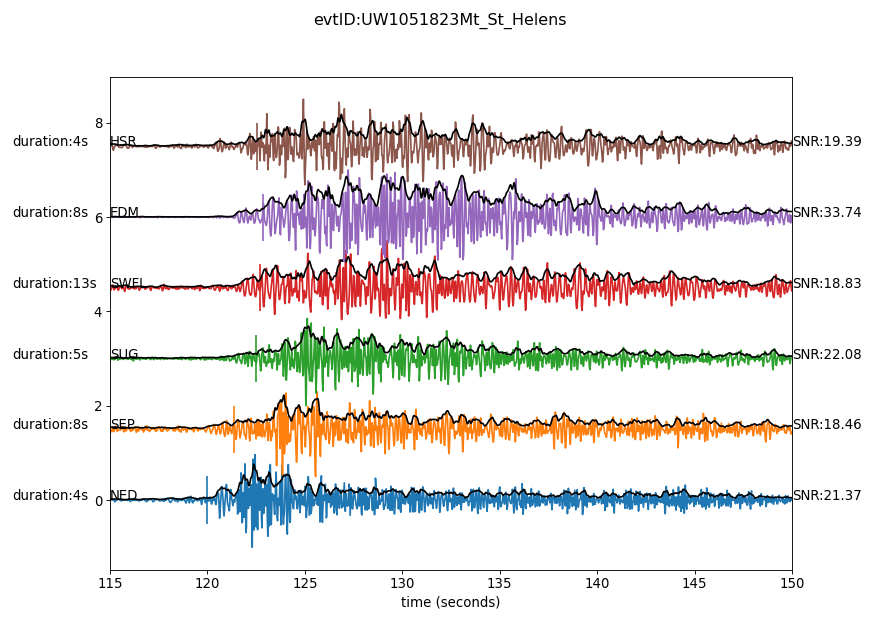 evtID:UW1051823Mt_St_Helens
8
duration:4s HSR SNR:19.39
duration:8s EDM SNR:33.74
6
duration:13s SWFL SNR:18.83
4
duration:5s SUG SNR:22.08
2
duration:8s SEP SNR:18.46
duration:4s NED SNR:21.37
0
115 120 125 130 135 140 145 150
time (seconds)